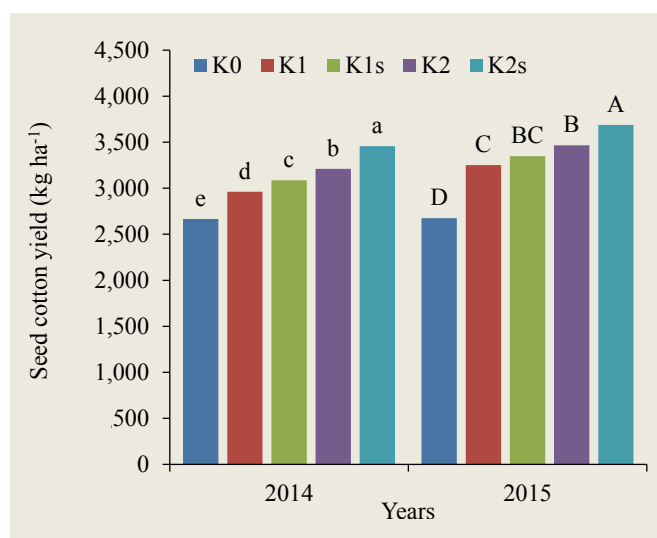 4,500
4,000
3,500
3,000
2,500
2,000
1,500
1,000
,500
0
Seed cotton yield (kg ha-1)
K0 K1 K1s K2 K2s
e d c b a
D C BC B A
2014 2015
Years